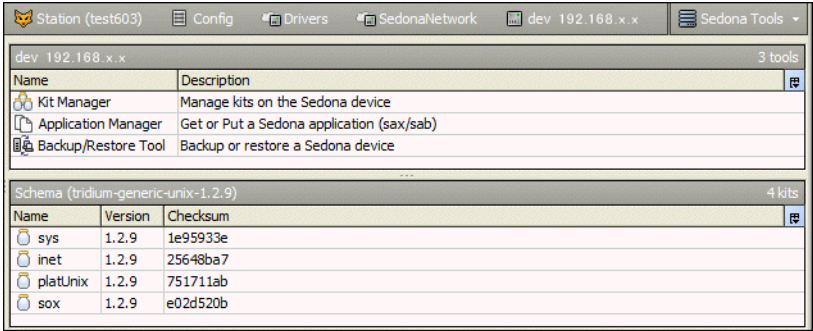 Station (test603) Config Drivers SedonaNetwork dev 192.168.x.x Sedona Tools
dev 192.168.x.x 3 tools
Name Description
Kit Manager Manage kits on the Sedona device
Application Manager Get or Put a Sedona application (sax/sab)
Backup/Restore Tool Backup or restore a Sedona device
Schema (tridium-generic-unix-1.2.9) 4 kits
Name Version Checksum
sys 1.2.9 1e95933e
inet 1.2.9 25648ba7
platUnix 1.2.9 751711ab
sox 1.2.9 e02d520b